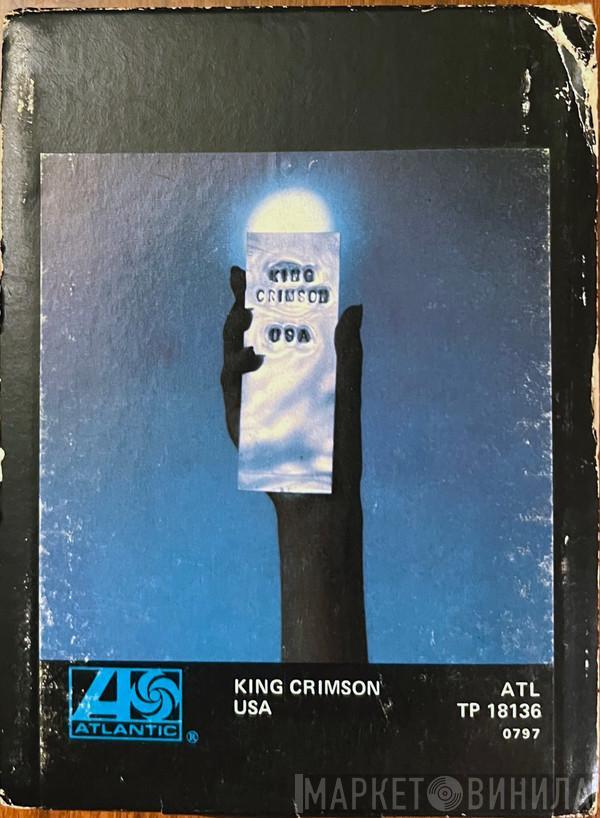 KING
CRIMSON
USA
ATLANTIC ®
KING CRIMSON
USA
ATL
TP 18136
0797
МАРКЕТ ВИНИЛА